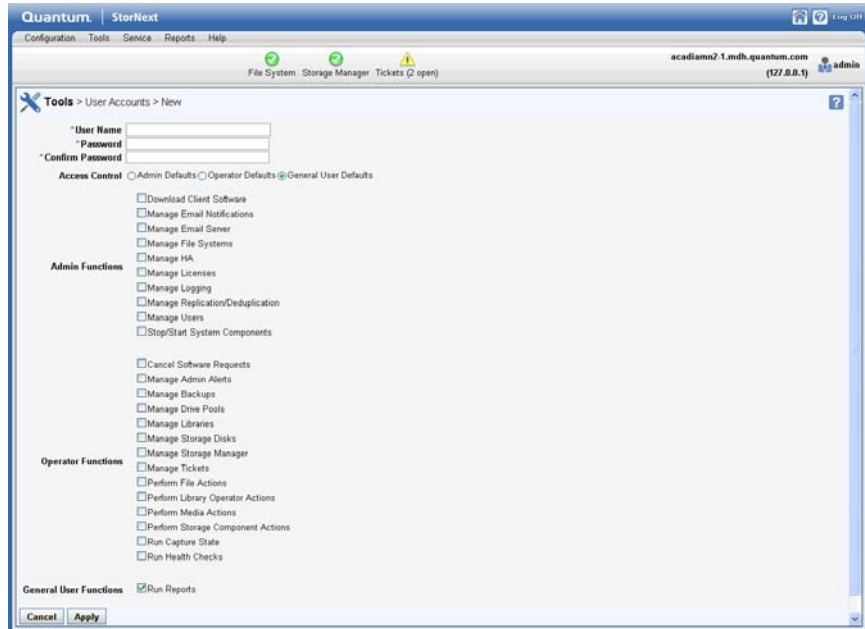 Quantum. StorNext Log Off
Configuration Tools Service Reports Help
File System Storage Manager Tickets (2 open)
acadiamn2-1.mdh.quantum.com
(127.0.0.1)
admin
Tools > User Accounts > New
*User Name
*Password
*Confirm Password
Access Control Admin Defaults Operator Defaults General User Defaults
Admin Functions
Download Client Software
Manage Email Notifications
Manage Email Server
Manage File Systems
Manage HA
Manage Licenses
Manage Logging
Manage Replication/Deduplication
Manage Users
Stop/Start System Components
Operator Functions
Cancel Software Requests
Manage Admin Alerts
Manage Backups
Manage Drive Pools
Manage Libraries
Manage Storage Disks
Manage Storage Manager
Manage Tickets
Perform File Actions
Perform Library Operator Actions
Perform Media Actions
Perform Storage Component Actions
Run Capture State
Run Health Checks
General User Functions Run Reports
Cancel Apply